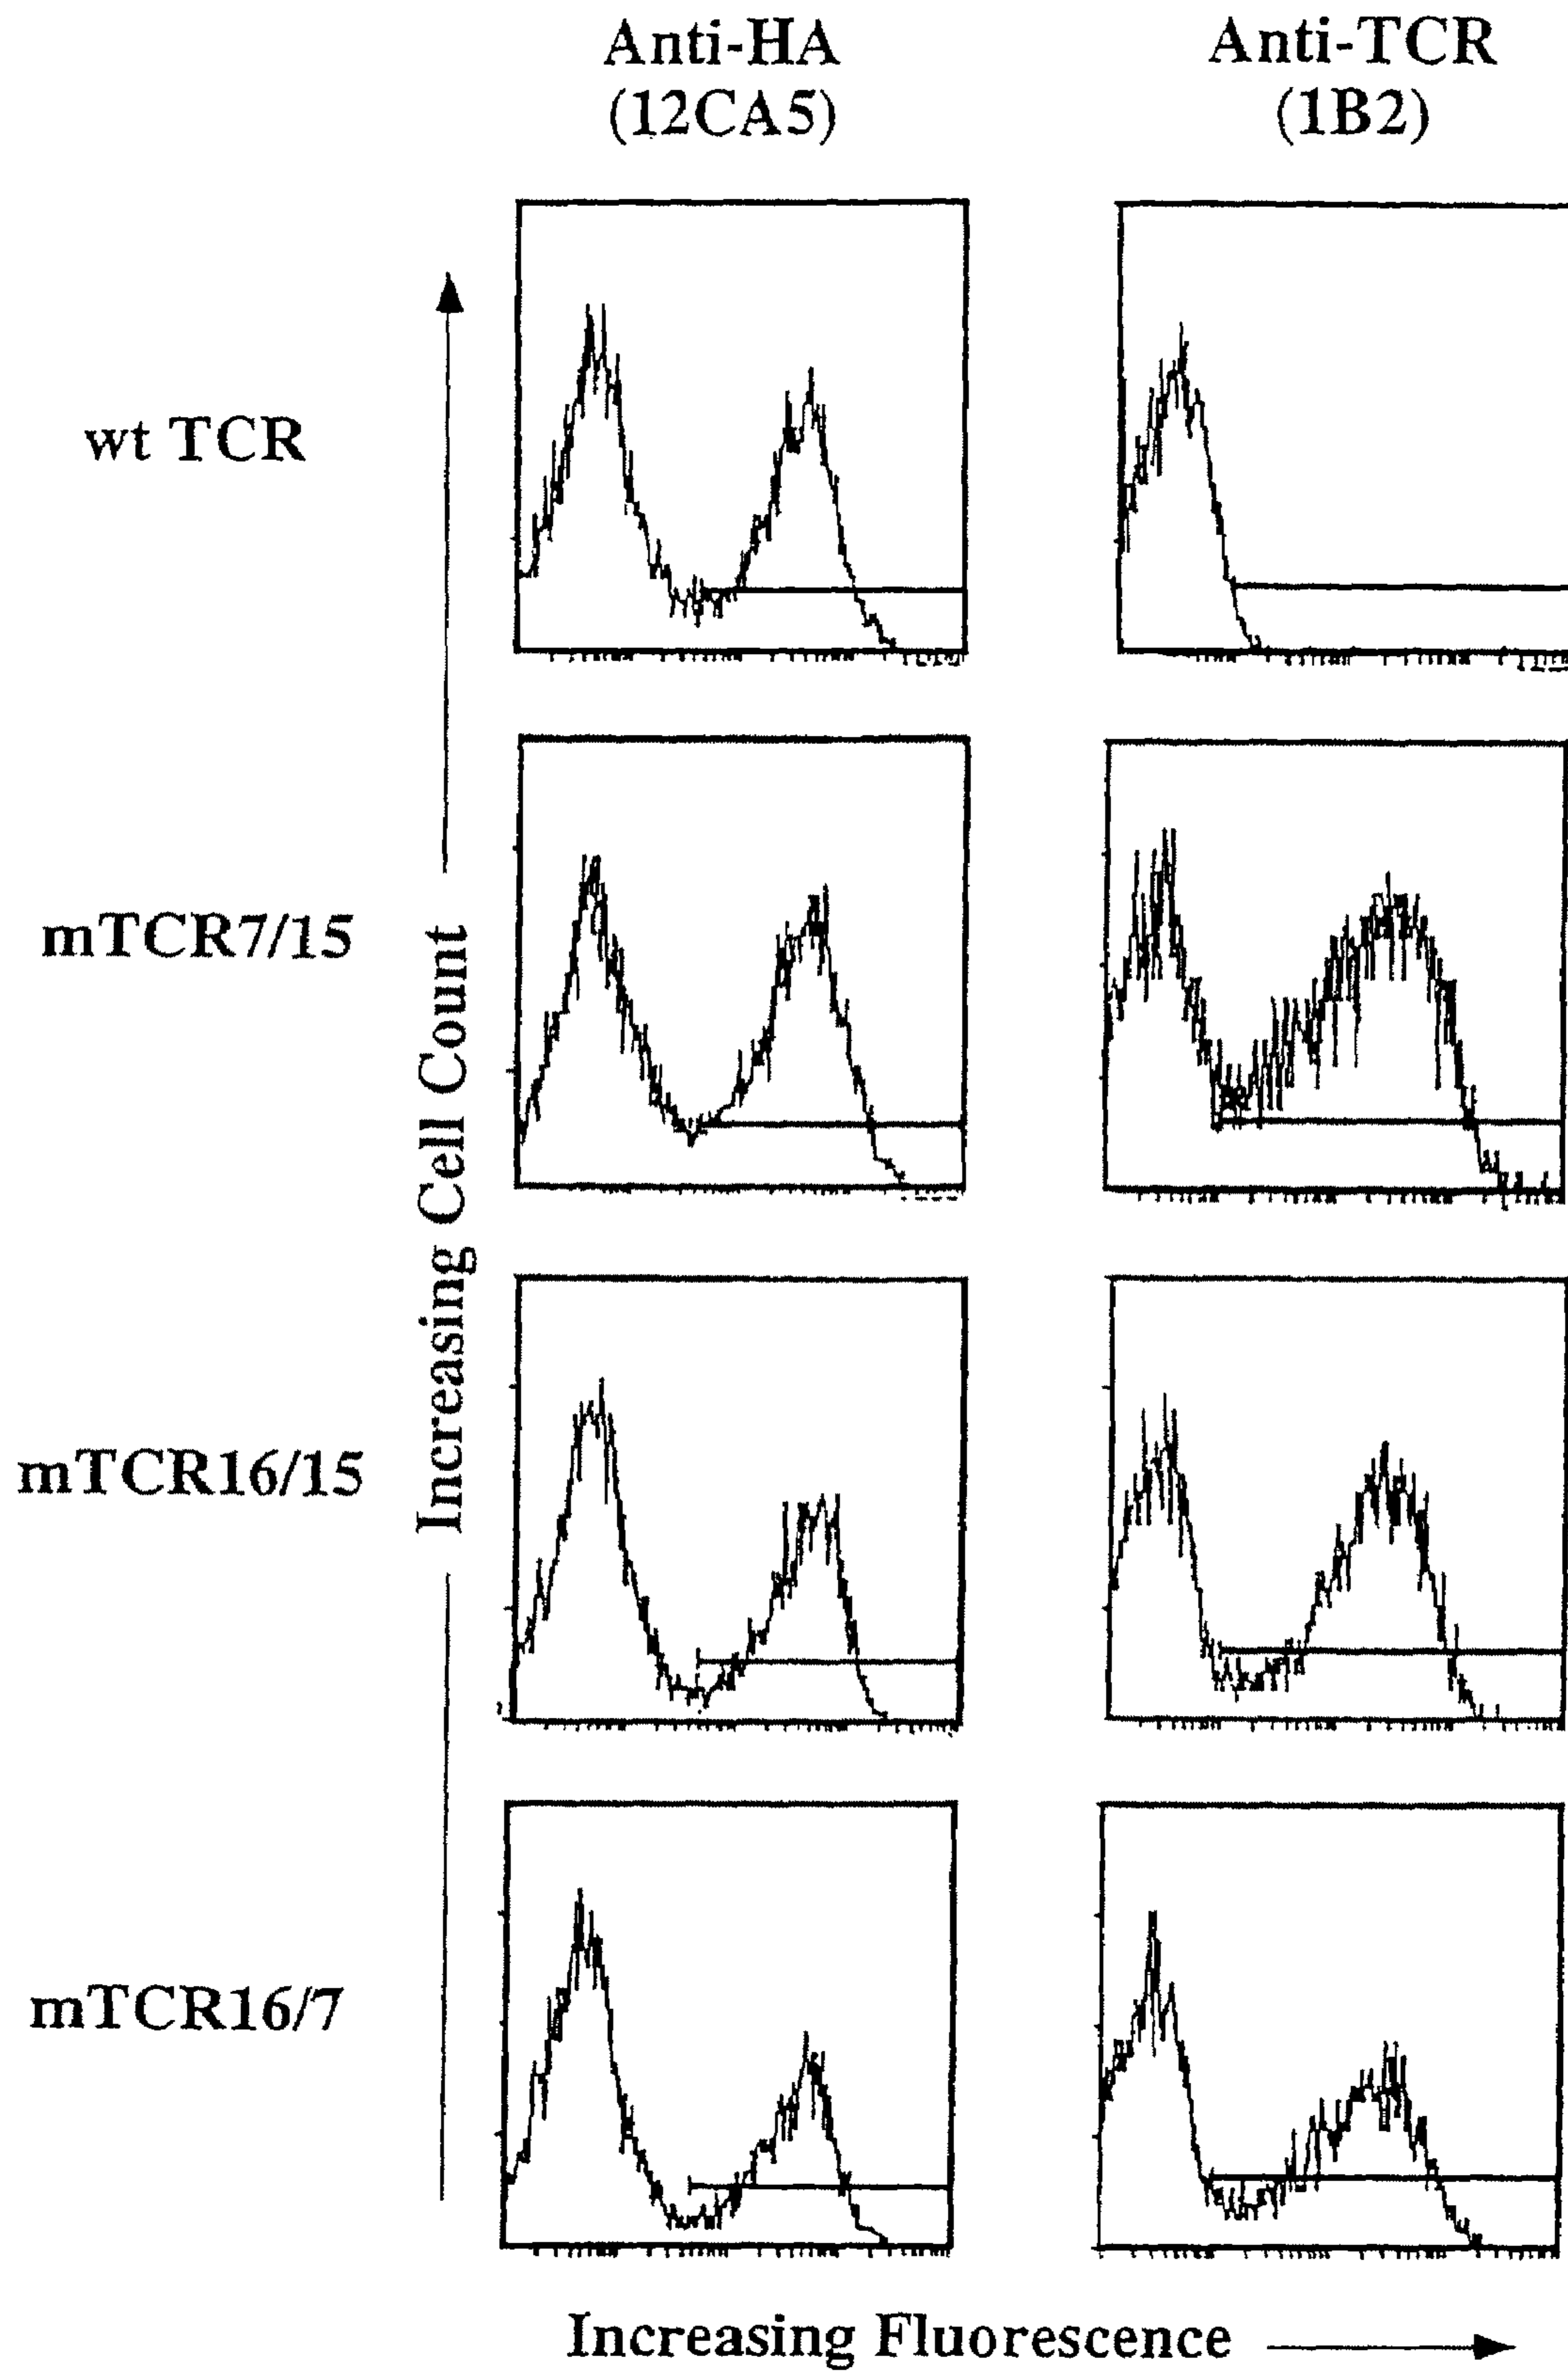 Anti-HA
(12CA5)
Anti-TCR
(1B2)
wt TCR
mTCR7/15
mTCR16/15
mTCR16/7
Increasing Cell Count
Increasing Fluorescence